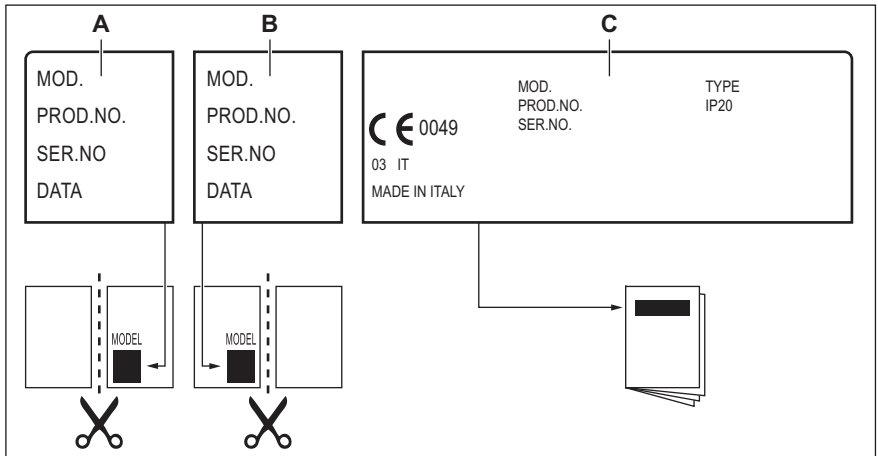 A
B
C
MOD.
PROD.NO.
SER.NO
DATA
MOD.
PROD.NO.
SER.NO
DATA
MOD.
PROD.NO.
SER.NO.
TYPE
IP20
CE 0049
03 IT
MADE IN ITALY
MODEL
MODEL